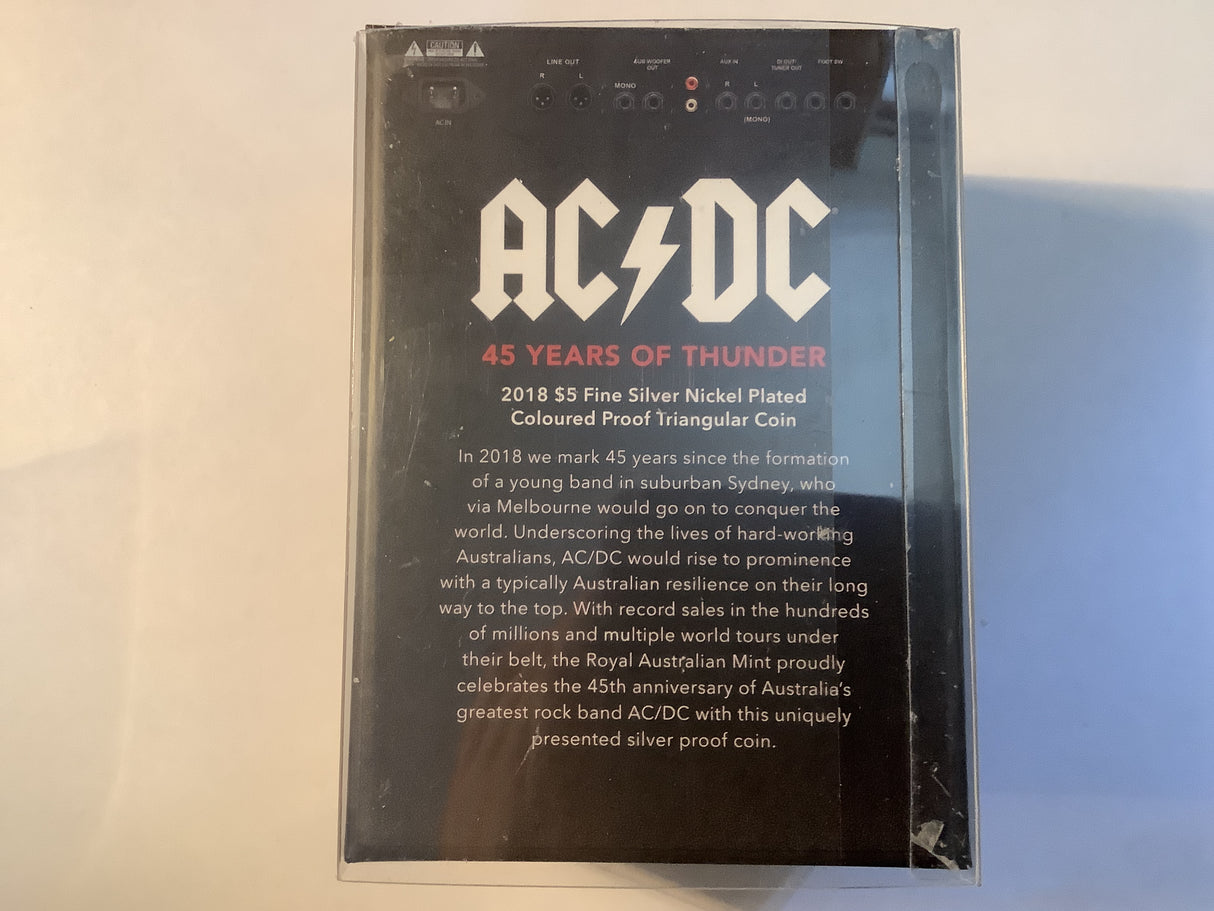 CAUTION
LINE OUT
R L
SUB WOOFER
OUT
MONO
AUX IN
R L
(MONO)
DI OUT/
TUNER OUT
FOOT SW
AC IN
AC DC
45 YEARS OF THUNDER
2018 $5 Fine Silver Nickel Plated
Coloured Proof Triangular Coin
In 2018 we mark 45 years since the formation
of a young band in suburban Sydney, who
via Melbourne would go on to conquer the
world. Underscoring the lives of hard-working
Australians, AC/DC would rise to prominence
with a typically Australian resilience on their long
way to the top. With record sales in the hundreds
of millions and multiple world tours under
their belt, the Royal Australian Mint proudly
celebrates the 45th anniversary of Australia's
greatest rock band AC/DC with this uniquely
presented silver proof coin.